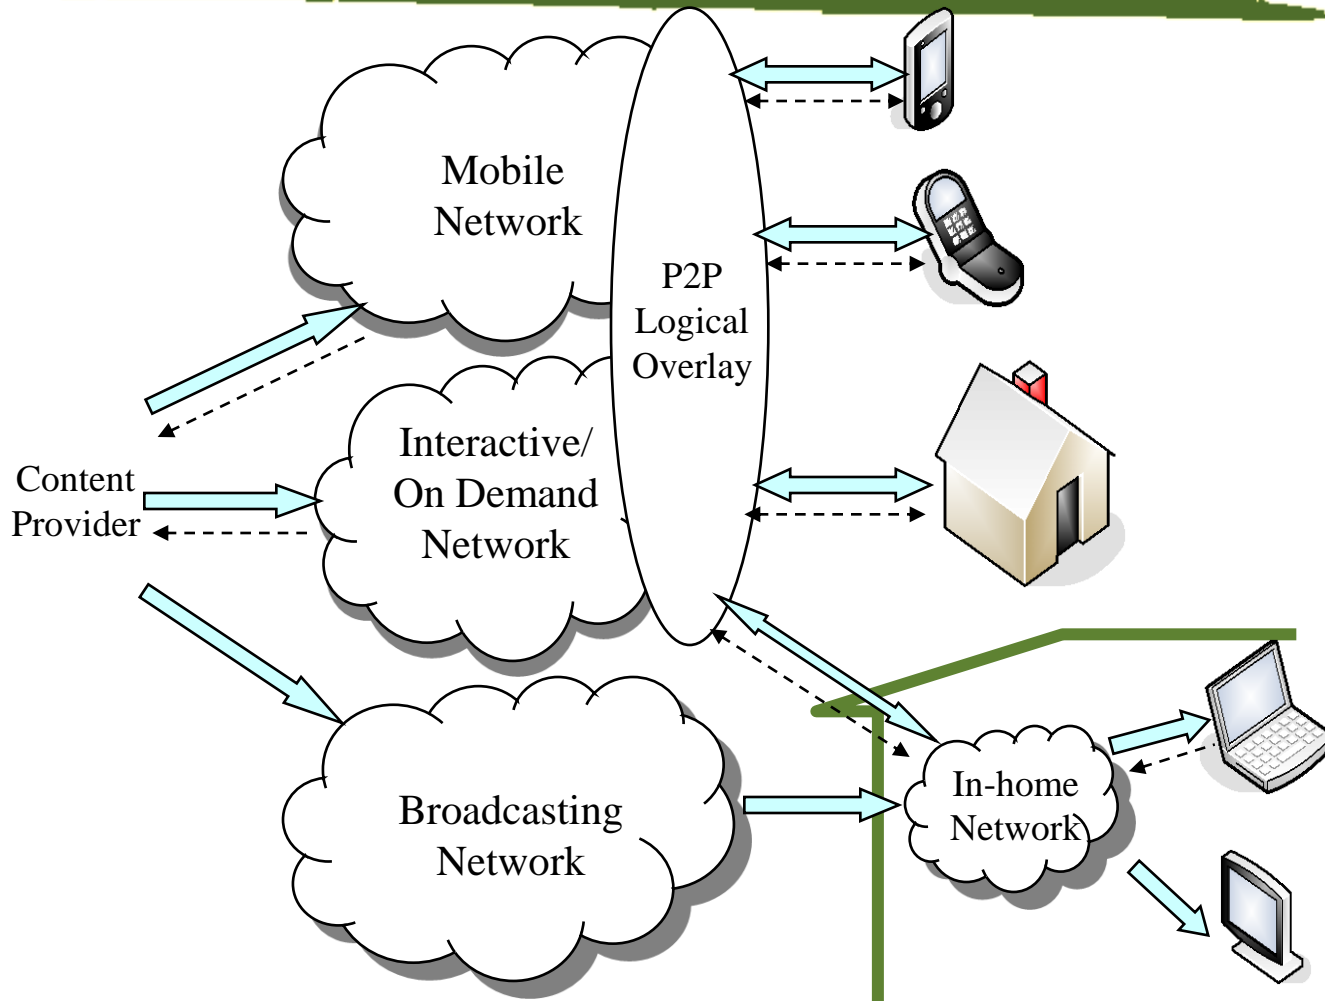 Mobile
Network
P2P
Logical
Overlay
Interactive/
On Demand
Network
Content
Provider
Broadcasting
Network
In-home
Network